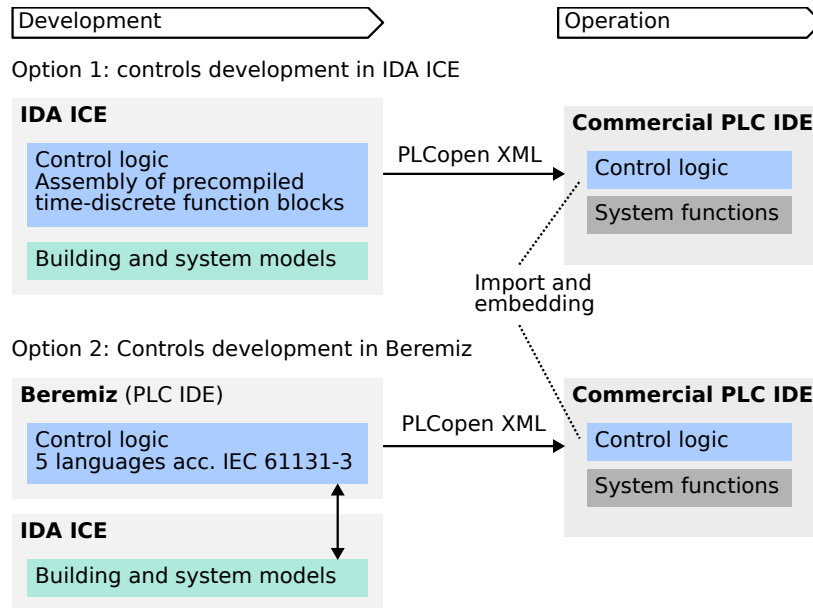 Development
Operation
Option 1: controls development in IDA ICE
IDA ICE
Control logic
Assembly of precompiled
time-discrete function blocks
Building and system models
PLCopen XML
Commercial PLC IDE
Control logic
System functions
Import and
embedding
Option 2: Controls development in Beremiz
Beremiz (PLC IDE)
Control logic
5 languages acc. IEC 61131-3
PLCopen XML
Commercial PLC IDE
Control logic
System functions
IDA ICE
Building and system models